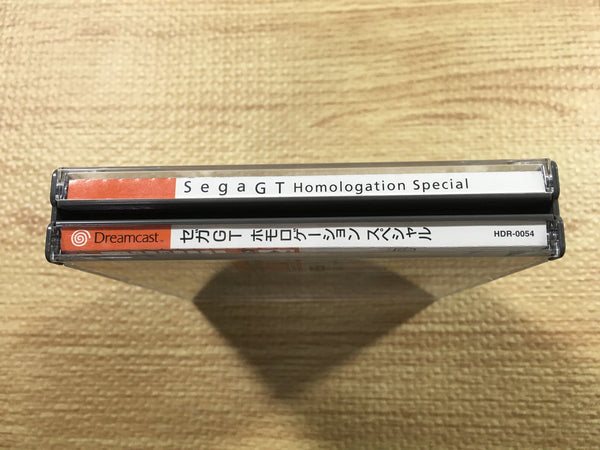 Sega GT Homologation Special
Dreamcast™ セガGT ホモロゲーション スペシャル HDR-0054